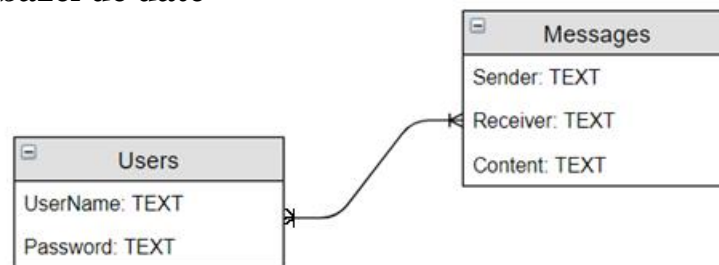 Messages
Sender: TEXT
Receiver: TEXT
Content: TEXT
Users
UserName: TEXT
Password: TEXT